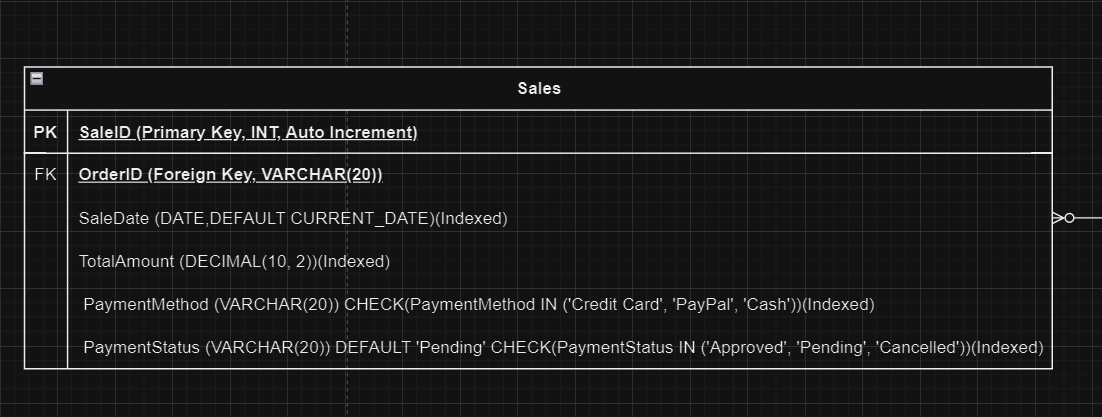 Sales
PK SaleID (Primary Key, INT, Auto Increment)
FK OrderID (Foreign Key, VARCHAR(20))
SaleDate (DATE,DEFAULT CURRENT_DATE)(Indexed)
TotalAmount (DECIMAL(10, 2))(Indexed)
PaymentMethod (VARCHAR(20)) CHECK(PaymentMethod IN ('Credit Card', 'PayPal', 'Cash'))(Indexed)
PaymentStatus (VARCHAR(20)) DEFAULT 'Pending' CHECK(PaymentStatus IN ('Approved', 'Pending', 'Cancelled'))(Indexed)